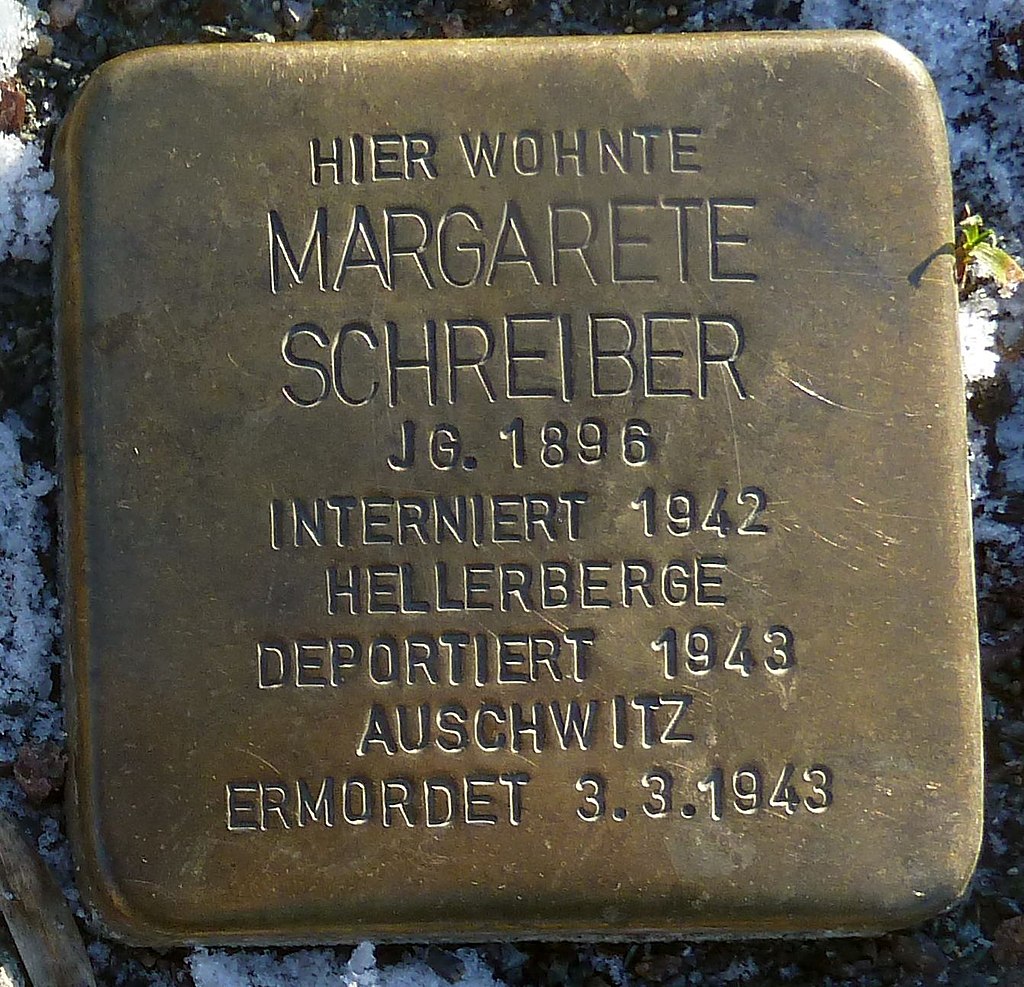 HIER WOHNTE
MARGARETE
SCHREIBER
JG. 1896
INTERNIERT 1942
HELLERBERGE
DEPORTIERT 1943
AUSCHWITZ
ERMORDET 3.3.1943